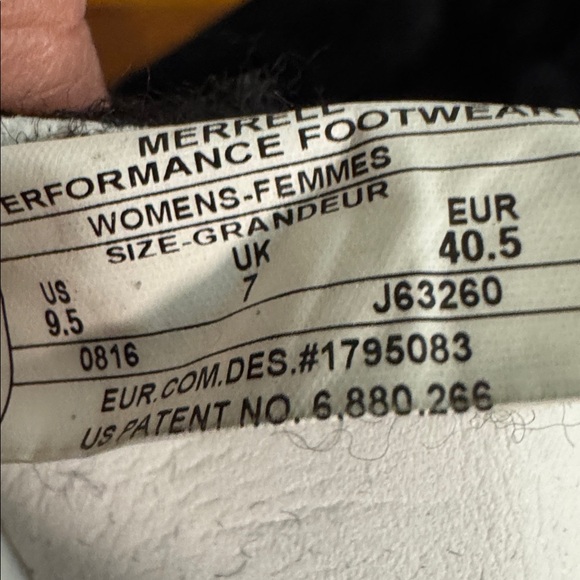 MERRELL
PERFORMANCE FOOTWEAR
WOMENS-FEMMES
SIZE-GRANDEUR
US UK EUR
9.5 7 40.5
0816 J63260
EUR.COM.DES.#1795083
US PATENT NO. 6,880,266